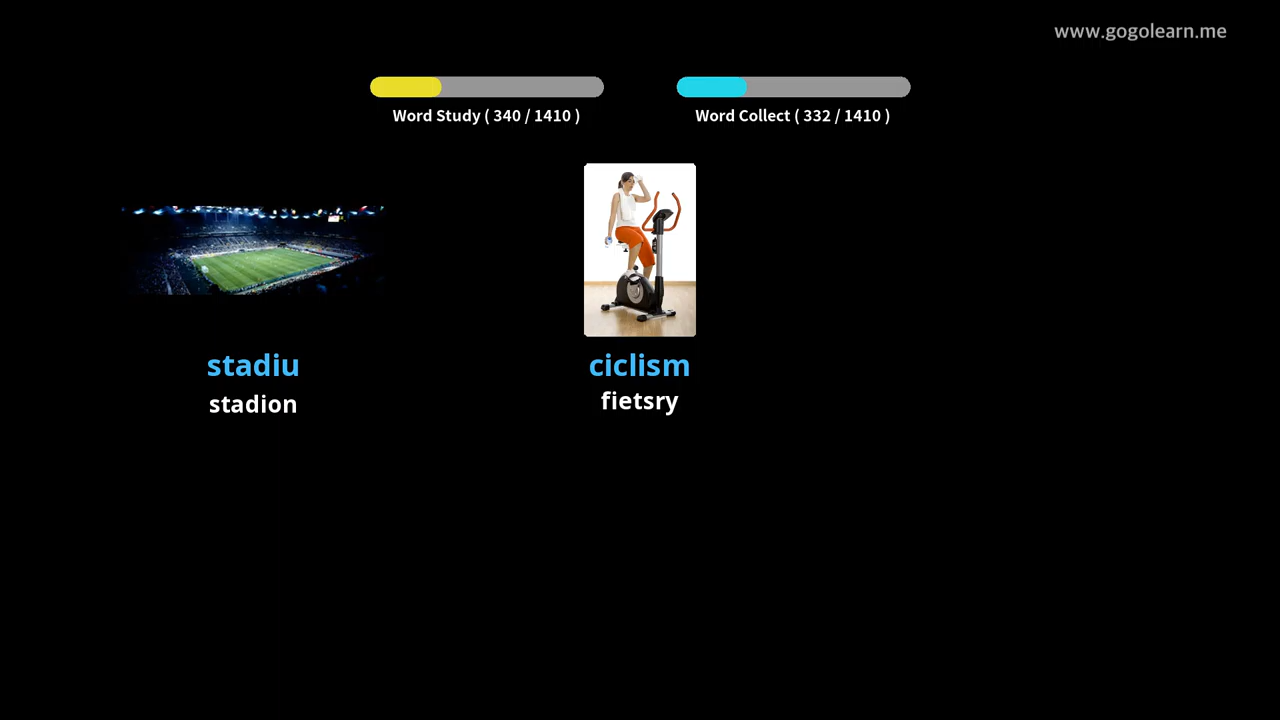 www.gogolearn.me
Word Study ( 340 / 1410 )
Word Collect ( 332 / 1410 )
stadiu
stadion
ciclism
fietsry